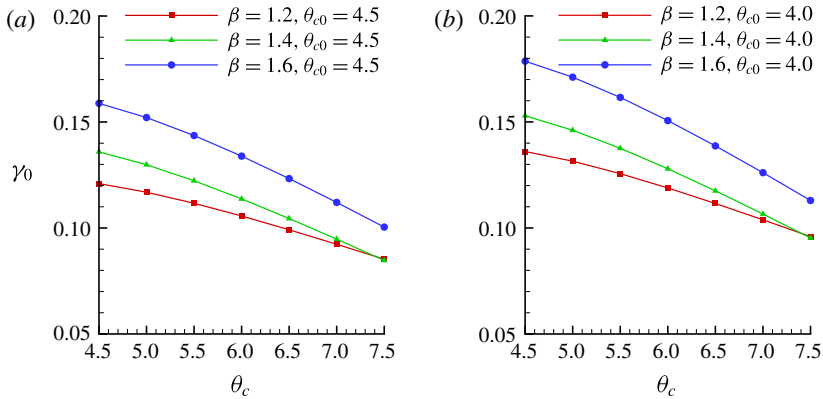 (a)
β = 1.2, θc0 = 4.5
β = 1.4, θc0 = 4.5
β = 1.6, θc0 = 4.5
0.20
0.15
γ0
0.10
0.05
4.5 5.0 5.5 6.0 6.5 7.0 7.5
θc
(b)
β = 1.2, θc0 = 4.0
β = 1.4, θc0 = 4.0
β = 1.6, θc0 = 4.0
0.20
0.15
0.10
0.05
4.5 5.0 5.5 6.0 6.5 7.0 7.5
θc